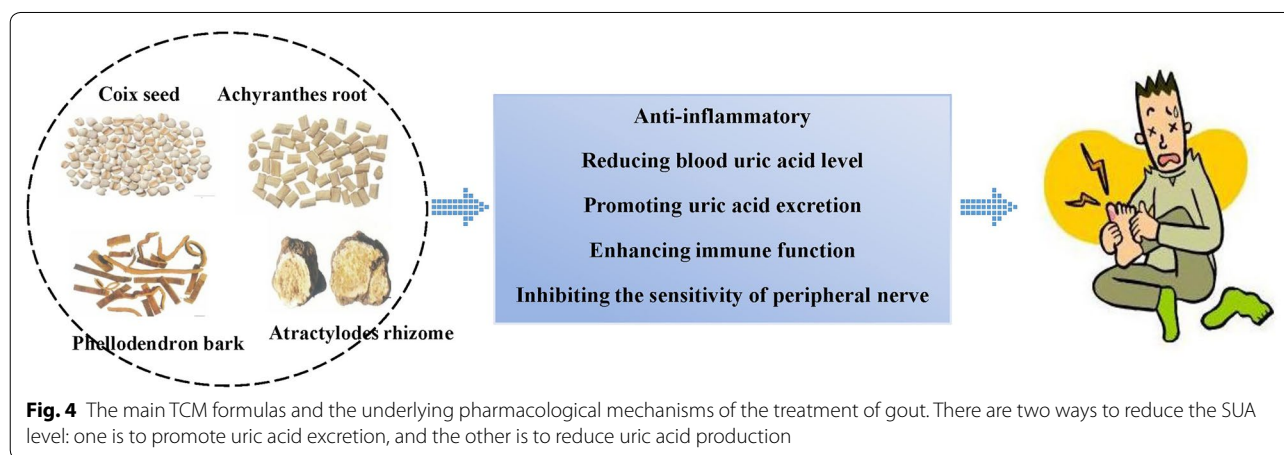 Coix seed
Achyranthes root
Phellodendron bark
Atractylodes rhizome
Anti-inflammatory
Reducing blood uric acid level
Promoting uric acid excretion
Enhancing immune function
Inhibiting the sensitivity of peripheral nerve
Fig. 4 The main TCM formulas and the underlying pharmacological mechanisms of the treatment of gout. There are two ways to reduce the SUA
level: one is to promote uric acid excretion, and the other is to reduce uric acid production